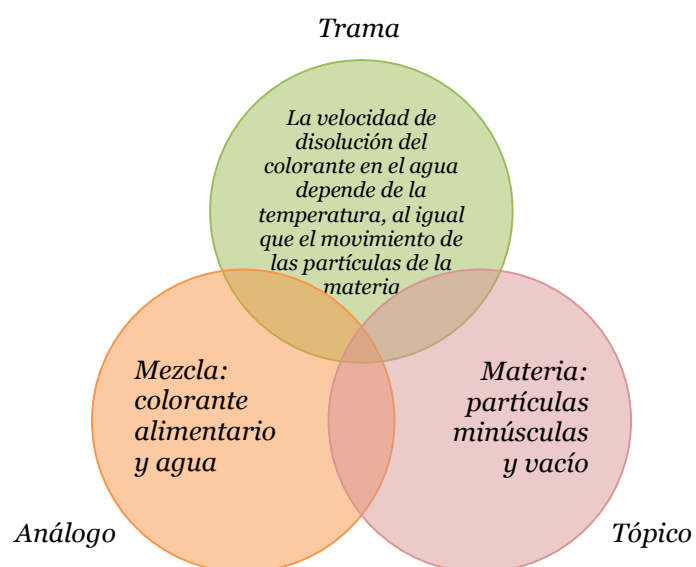 Trama
La velocidad de
disolución del
colorante en el agua
depende de la
temperatura, al igual
que el movimiento de
las partículas de la
materia
Mezcla:
colorante
alimentario
y agua
Materia:
partículas
minúsculas
y vacío
Análogo
Tópico